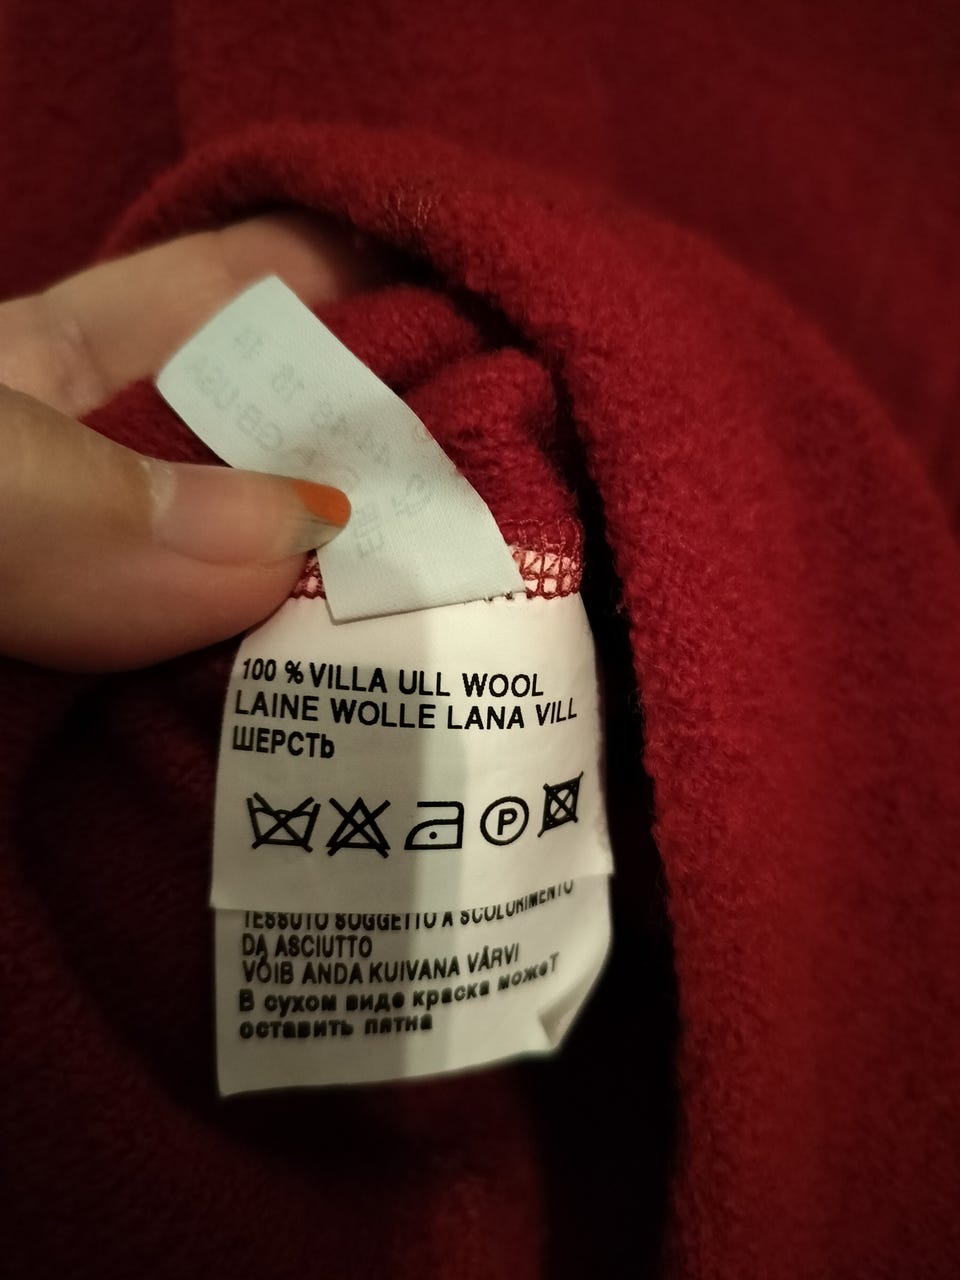 100 % VILLA ULL WOOL
LAINE WOLLE LANA VILL
ШЕРСТЬ
P
TESSUTO SOGGETTO A SCOLORIMENTO
DA ASCIUTTO
VÕIB ANDA KUIVANA VÄRVI
В сухом виде краска может
оставить пятна